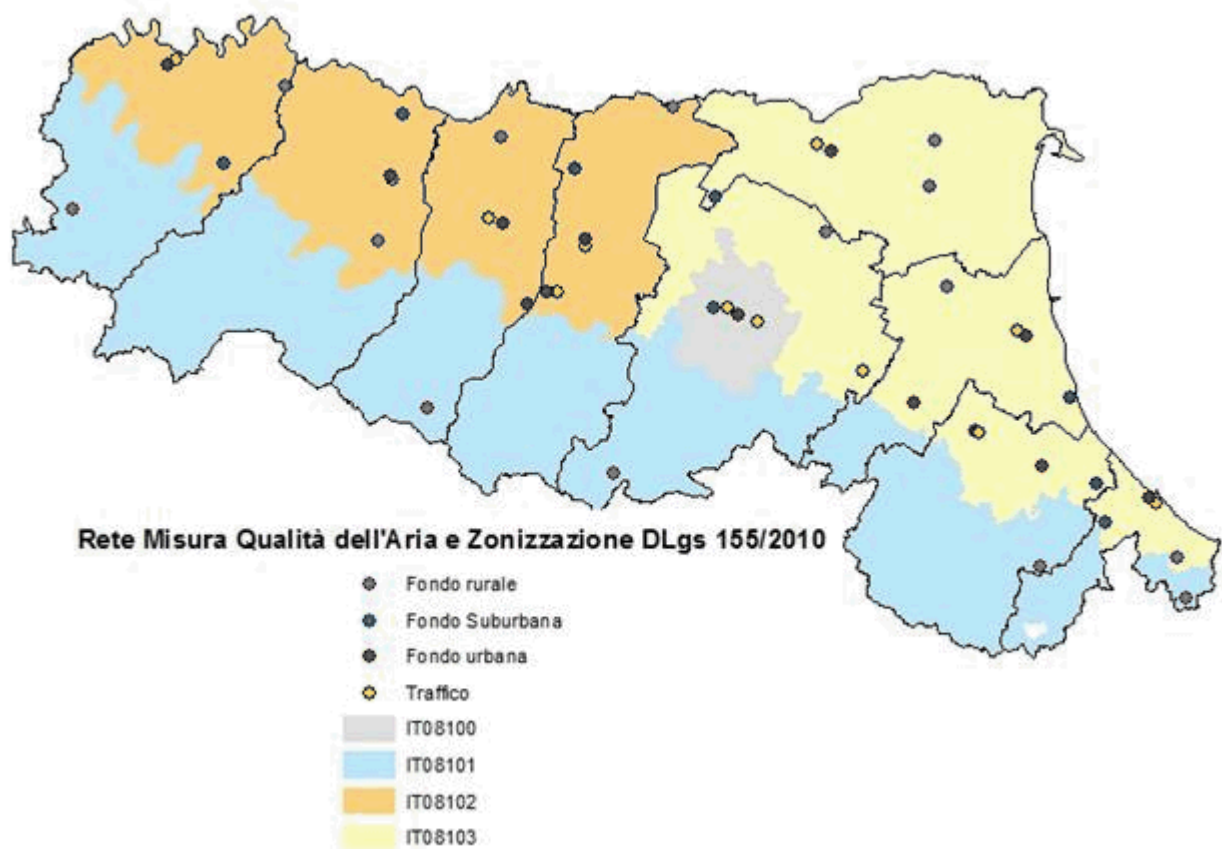 Rete Misura Qualità dell'Aria e Zonizzazione DLgs 155/2010
Fondo rurale
Fondo Suburbana
Fondo urbana
Traffico
IT08100
IT08101
IT08102
IT08103